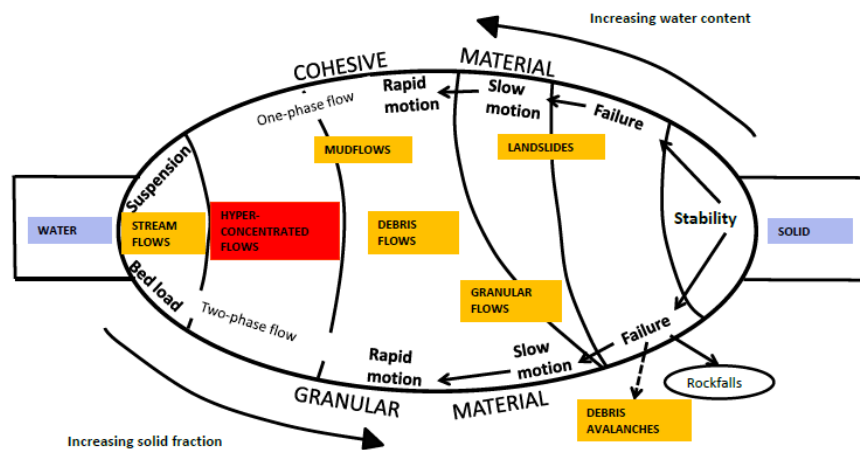 Increasing water content
COHESIVE MATERIAL
One-phase flow
Rapid
motion
Slow
motion
Failure
MUDFLOWS
LANDSLIDES
Suspension
WATER
STREAM
FLOWS
HYPER-
CONCENTRATED
FLOWS
DEBRIS
FLOWS
Stability
SOLID
Bed load
Two-phase flow
GRANULAR
FLOWS
Failure
Rapid
motion
Slow
motion
Rockfalls
GRANULAR MATERIAL
DEBRIS
AVALANCHES
Increasing solid fraction